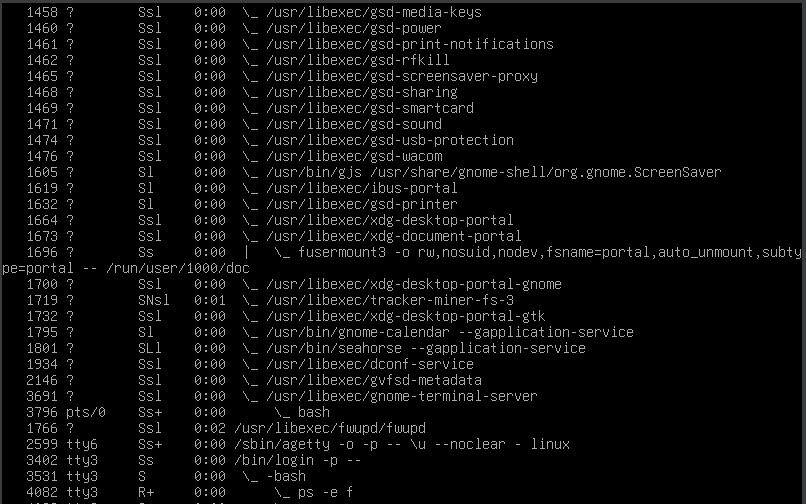 1458 ?        Ssl    0:00  \_ /usr/libexec/gsd-media-keys
1460 ?        Ssl    0:00  \_ /usr/libexec/gsd-power
1461 ?        Ssl    0:00  \_ /usr/libexec/gsd-print-notifications
1462 ?        Ssl    0:00  \_ /usr/libexec/gsd-rfkill
1465 ?        Ssl    0:00  \_ /usr/libexec/gsd-screensaver-proxy
1468 ?        Ssl    0:00  \_ /usr/libexec/gsd-sharing
1469 ?        Ssl    0:00  \_ /usr/libexec/gsd-smartcard
1471 ?        Ssl    0:00  \_ /usr/libexec/gsd-sound
1474 ?        Ssl    0:00  \_ /usr/libexec/gsd-usb-protection
1476 ?        Ssl    0:00  \_ /usr/libexec/gsd-wacom
1605 ?        Sl     0:00  \_ /usr/bin/gjs /usr/share/gnome-shell/org.gnome.ScreenSaver
1619 ?        Sl     0:00  \_ /usr/libexec/ibus-portal
1632 ?        Sl     0:00  \_ /usr/libexec/gsd-printer
1664 ?        Ssl    0:00  \_ /usr/libexec/xdg-desktop-portal
1673 ?        Ssl    0:00  \_ /usr/libexec/xdg-document-portal
1696 ?        Ss     0:00  |   \_ fusermount3 -o rw,nosuid,nodev,fsname=portal,auto_unmount,subty
pe=portal -- /run/user/1000/doc
1700 ?        Ssl    0:00  \_ /usr/libexec/xdg-desktop-portal-gnome
1719 ?        SNsl   0:01  \_ /usr/libexec/tracker-miner-fs-3
1732 ?        Ssl    0:00  \_ /usr/libexec/xdg-desktop-portal-gtk
1795 ?        Sl     0:00  \_ /usr/bin/gnome-calendar --gapplication-service
1801 ?        SLl    0:00  \_ /usr/bin/seahorse --gapplication-service
1934 ?        Ssl    0:00  \_ /usr/libexec/dconf-service
2146 ?        Ssl    0:00  \_ /usr/libexec/gvfsd-metadata
3691 ?        Ssl    0:00  \_ /usr/libexec/gnome-terminal-server
3796 pts/0    Ss+    0:00      \_ bash
1766 ?        Ssl    0:02 /usr/libexec/fwupd/fwupd
2599 tty6     Ss+    0:00 /sbin/agetty -o -p -- \u --noclear - linux
3402 tty3     Ss     0:00 /bin/login -p --
3531 tty3     S      0:00  \_ -bash
4082 tty3     R+     0:00      \_ ps -e f